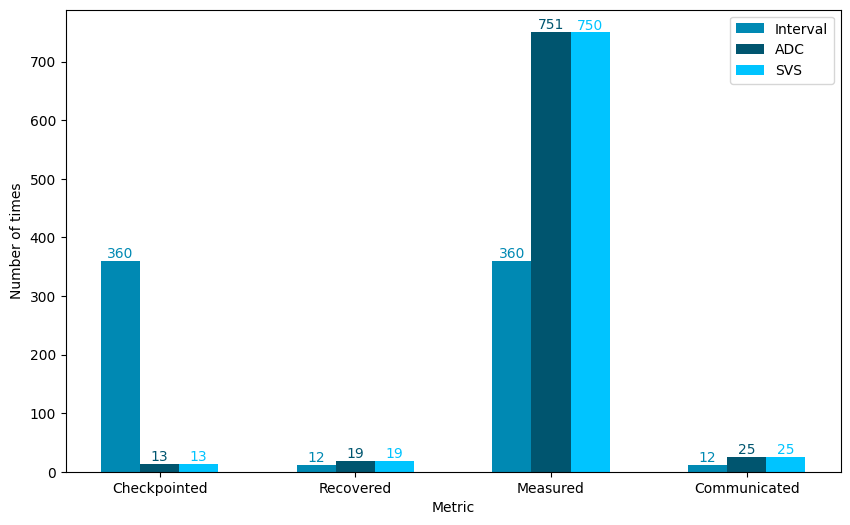 Number of times
700
600
500
400
300
200
100
0
360
13
13
12
19
19
360
751
750
12
25
25
Interval
ADC
SVS
Checkpointed
Recovered
Measured
Communicated
Metric